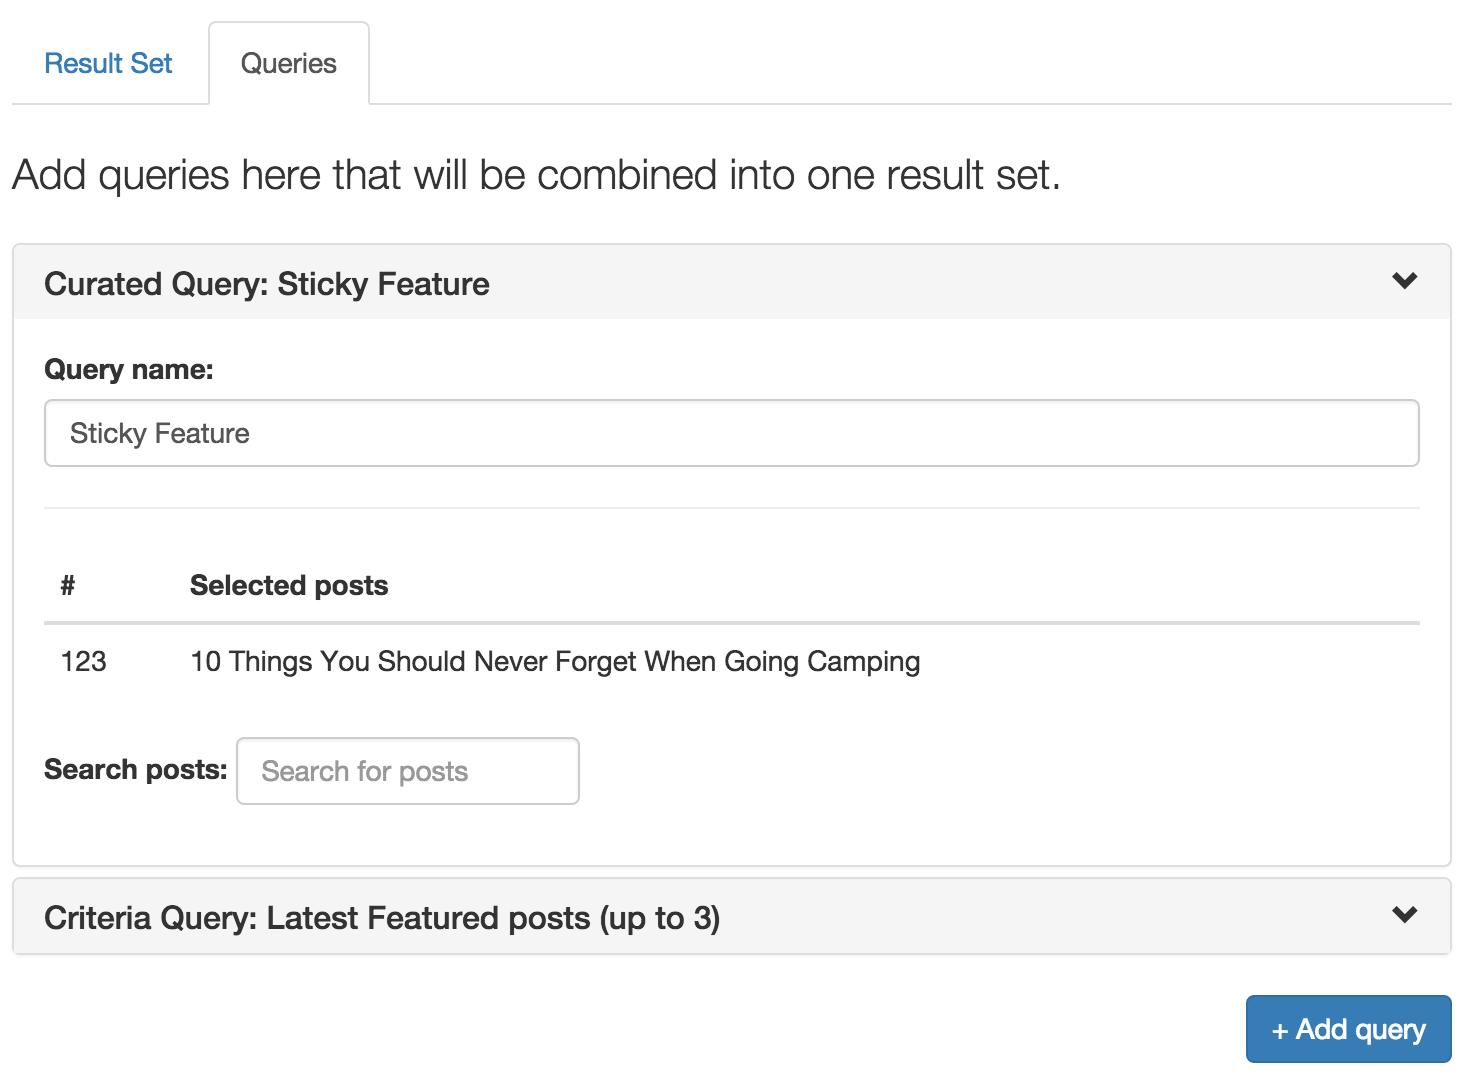 Result Set Queries
Add queries here that will be combined into one result set.
Curated Query: Sticky Feature
Query name:
Sticky Feature
# Selected posts
123 10 Things You Should Never Forget When Going Camping
Search posts: Search for posts
Criteria Query: Latest Featured posts (up to 3)
+ Add query